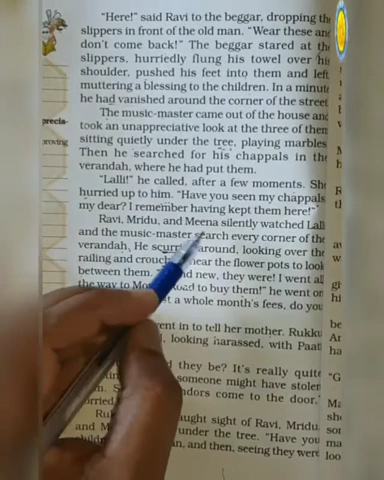 "Here!" said Ravi to the beggar, dropping the
slippers in front of the old man. "Wear these and
don't come back!" The beggar stared at the
slippers, hurriedly flung his towel over his
shoulder, pushed his feet into them and left
muttering a blessing to the children. In a minute
he had vanished around the corner of the street
The music-master came out of the house and
took an unappreciative look at the three of them
sitting quietly under the tree, playing marbles
Then he searched for his chappals in the
verandah, where he had put them.
"Lalli!" he called, after a few moments. She
hurried up to him. "Have you seen my chappals
my dear? I remember having kept them here!"
Ravi, Mridu, and Meena silently watched Lall
and the music-master search every corner of the
verandah. He scurri around, looking over the
railing and crouch near the flower pots to look
between them. nd new, they were! I went al
the way to Mo oad to buy them!" he went on
t a whole month's fees, do you
ent in to tell her mother. Rukku
, looking harassed, with Paat
they be? It's really quite
someone might have stolen
ndors come to the door."
orried
Ruk aught sight of Ravi, Mridu
and M under the tree. "Have you
hildr n, and then, seeing they were
precis-
proving